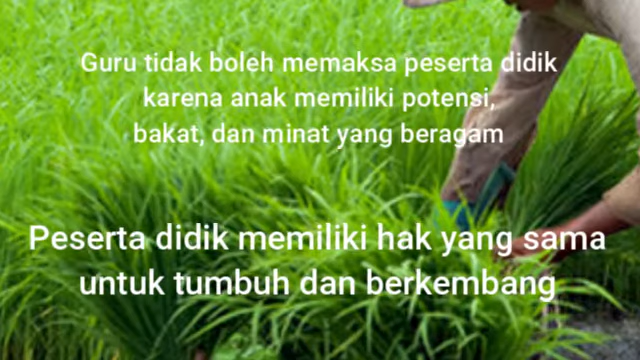 Guru tidak boleh memaksa peserta didik
karena anak memiliki potensi,
bakat, dan minat yang beragam
Peserta didik memiliki hak yang sama
untuk tumbuh dan berkembang